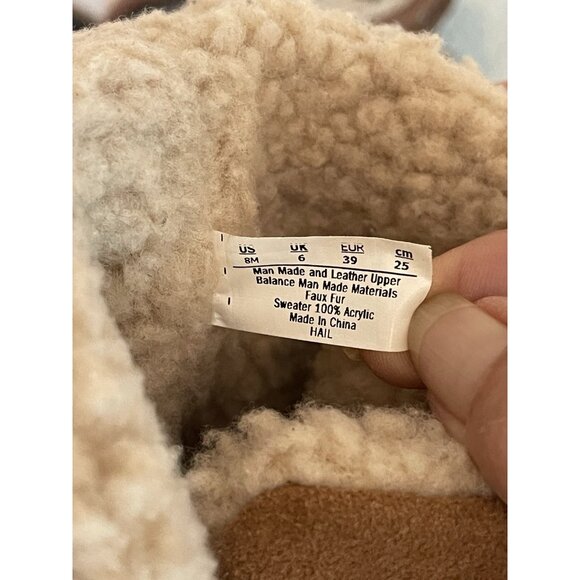 US UK EUR cm
8M 6 39 25
Man Made and Leather Upper
Balance Man Made Materials
Faux Fur
Sweater 100% Acrylic
Made In China
HAIL